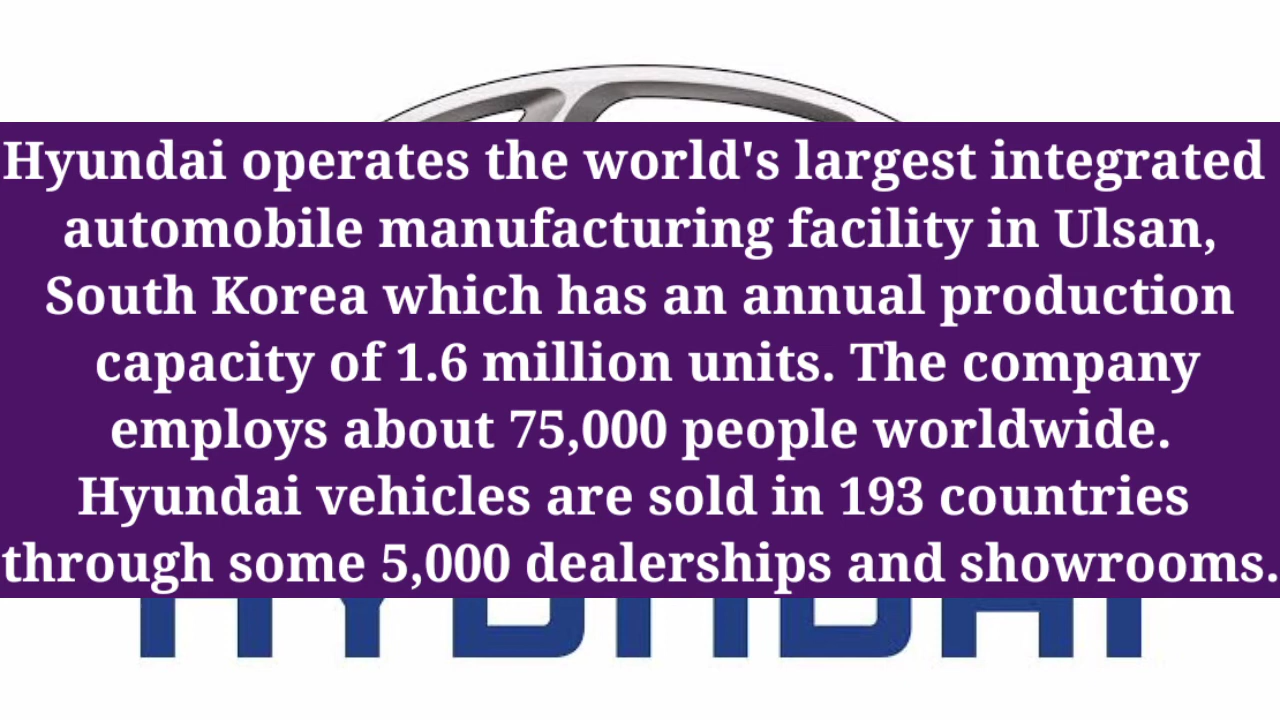 Hyundai operates the world's largest integrated
automobile manufacturing facility in Ulsan,
South Korea which has an annual production
capacity of 1.6 million units. The company
employs about 75,000 people worldwide.
Hyundai vehicles are sold in 193 countries
through some 5,000 dealerships and showrooms.
HYUNDAI